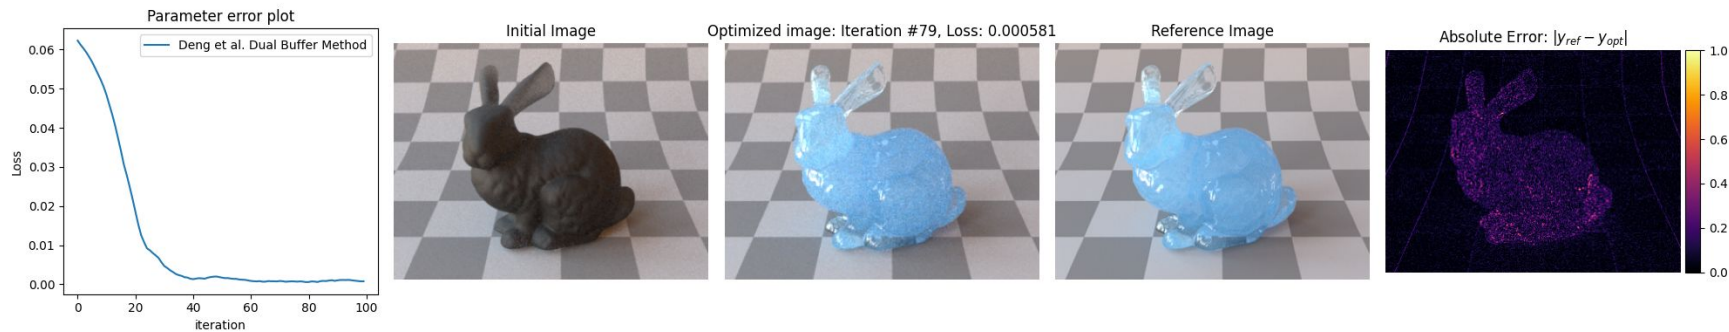 Parameter error plot
Deng et al. Dual Buffer Method
Loss
0.06
0.05
0.04
0.03
0.02
0.01
0.00
0 20 40 60 80 100
iteration
Initial Image
Optimized image: Iteration #79, Loss: 0.000581
Reference Image
Absolute Error: |y_ref − y_opt|
1.0
0.8
0.6
0.4
0.2
0.0